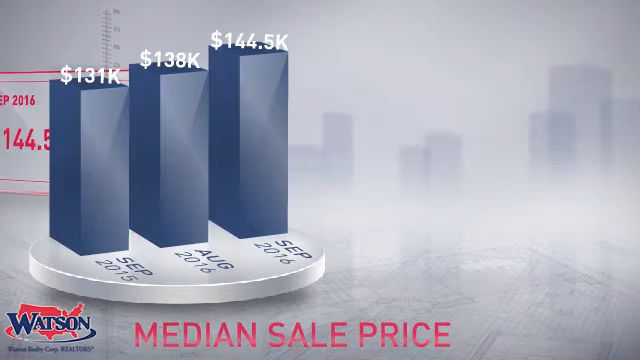 $131K
$138K
$144.5K
EP 2016
144.5
SEP
2015
AUG
2016
SEP
2016
WATSON
Watson Realty Corp. REALTORS®
MEDIAN SALE PRICE